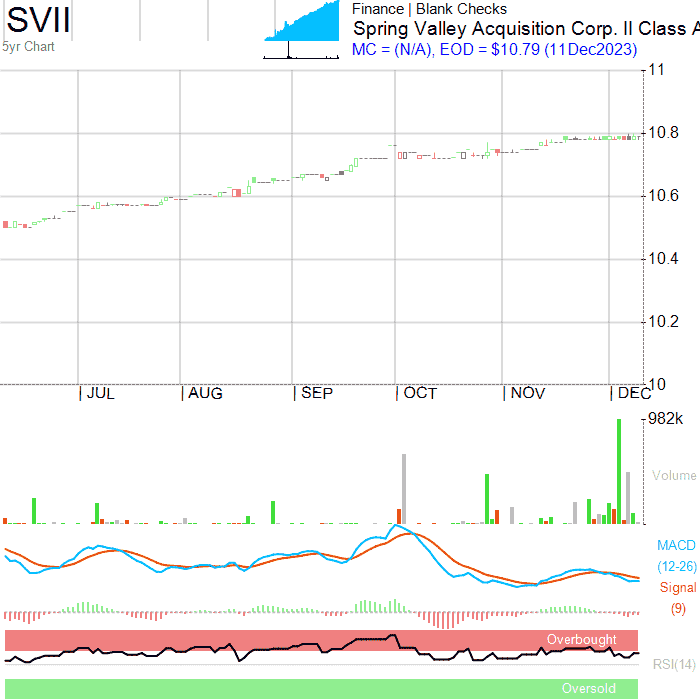 SVII
5yr Chart
Finance | Blank Checks
Spring Valley Acquisition Corp. II Class A
MC = (N/A), EOD = $10.79 (11Dec2023)
11
10.8
10.6
10.4
10.2
10
JUL
AUG
SEP
OCT
NOV
DEC
982k
Volume
MACD
(12-26)
Signal
(9)
Overbought
RSI(14)
Oversold